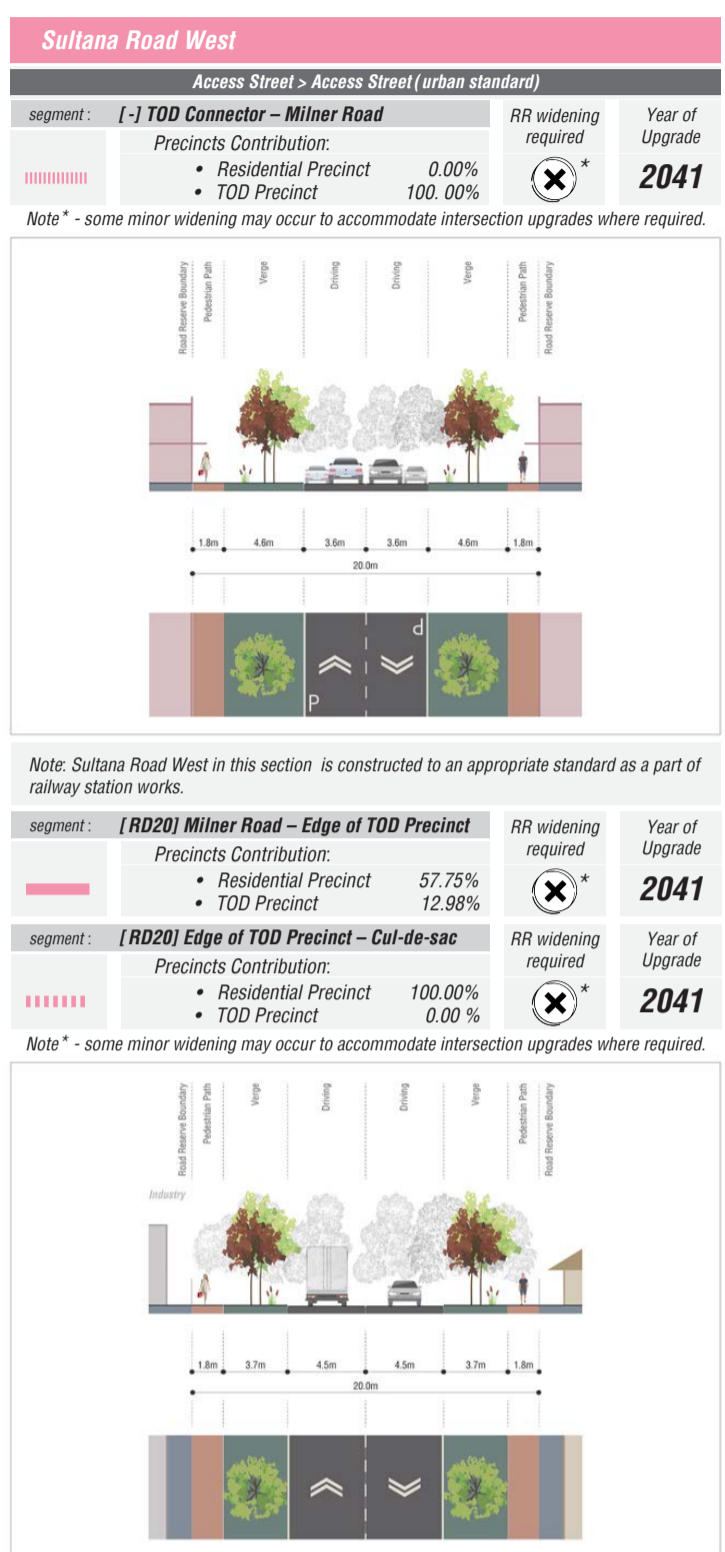 Sultana Road West
Access Street > Access Street (urban standard)
segment : [-] TOD Connector – Milner Road
RR widening required
Year of Upgrade
Precincts Contribution:
• Residential Precinct 0.00%
• TOD Precinct 100. 00%
*
2041
Note* - some minor widening may occur to accommodate intersection upgrades where required.
Road Reserve Boundary
Pedestrian Path
Verge
Driving
Driving
Verge
Pedestrian Path
Road Reserve Boundary
1.8m 4.6m 3.6m 3.6m 4.6m 1.8m
20.0m
P
P
Note: Sultana Road West in this section is constructed to an appropriate standard as a part of
railway station works.
segment : [RD20] Milner Road – Edge of TOD Precinct
RR widening required
Year of Upgrade
Precincts Contribution:
• Residential Precinct 57.75%
• TOD Precinct 12.98%
*
2041
segment : [RD20] Edge of TOD Precinct – Cul-de-sac
RR widening required
Year of Upgrade
Precincts Contribution:
• Residential Precinct 100.00%
• TOD Precinct 0.00 %
*
2041
Note* - some minor widening may occur to accommodate intersection upgrades where required.
Road Reserve Boundary
Pedestrian Path
Verge
Driving
Driving
Verge
Pedestrian Path
Road Reserve Boundary
Industry
1.8m 3.7m 4.5m 4.5m 3.7m 1.8m
20.0m